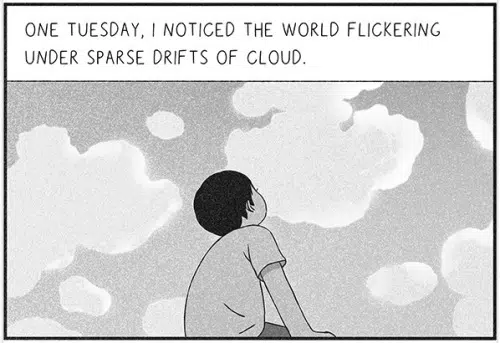 ONE TUESDAY, I NOTICED THE WORLD FLICKERING
UNDER SPARSE DRIFTS OF CLOUD.